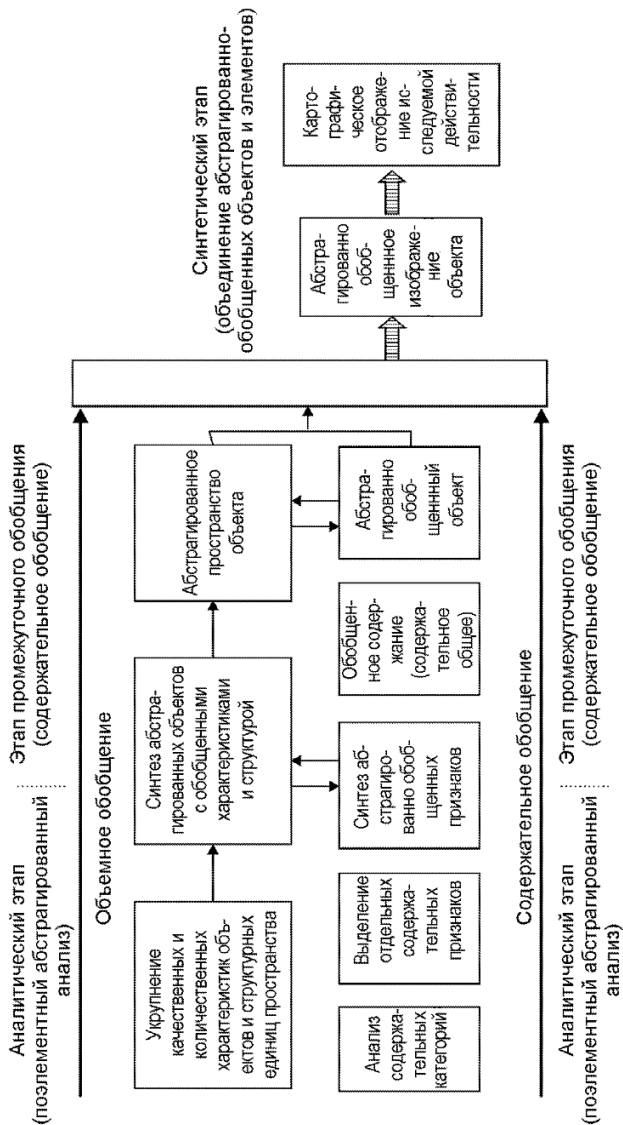 Аналитический этап
(поэлементный абстрагированный
анализ)
Этап промежуточного обобщения
(содержательное обобщение)
Синтетический этап
(объединение абстрагированно-
обобщенных объектов и элементов)
Объемное обобщение
Укрупнение
качественных и
количественных
характеристик объ-
ектов и структурных
единиц пространства
Синтез абстра-
гированных объектов
с обобщенными
характеристиками
и структурой
Абстрагированное
пространство
объекта
Абстра-
гированно
обоб-
щеннное
изображе-
ние
объекта
Карто-
графи-
ческое
отображе-
ние ис-
следуемой
действи-
тельности
Анализ
содержа-
тельных
категорий
Выделение
отдельных
содержа-
тельных
признаков
Синтез аб-
страгиро-
ванно обоб-
щенных
признаков
Обобщен-
ное содер-
жание
(содержа-
тельное
общее)
Абстра-
гированно
обоб-
щеннный
объект
Содержательное обобщение
Аналитический этап
(поэлементный абстрагированный
анализ)
Этап промежуточного обобщения
(содержательное обобщение)